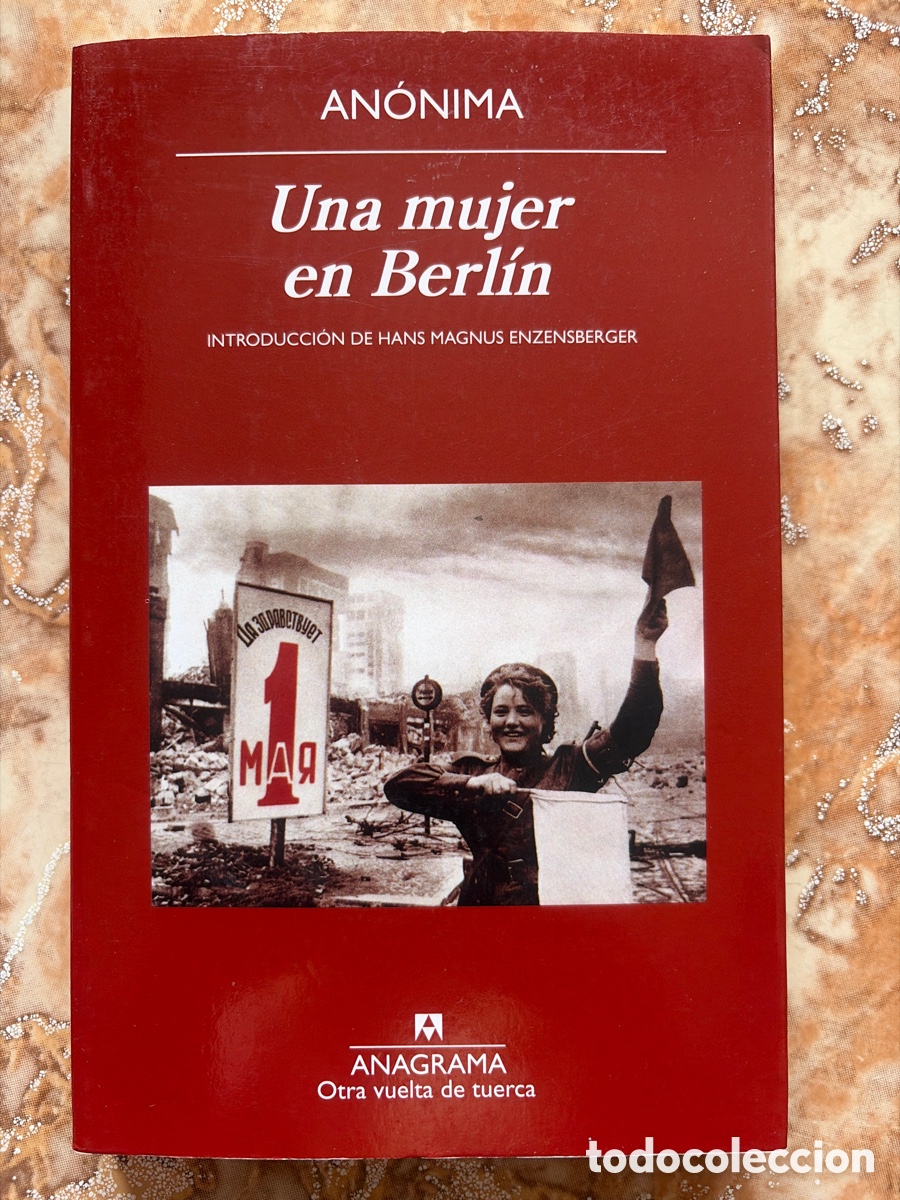 ANÓNIMA
Una mujer
en Berlín
INTRODUCCIÓN DE HANS MAGNUS ENZENSBERGER
Да здравствует
1
МАЯ
ANAGRAMA
Otra vuelta de tuerca
todocoleccion